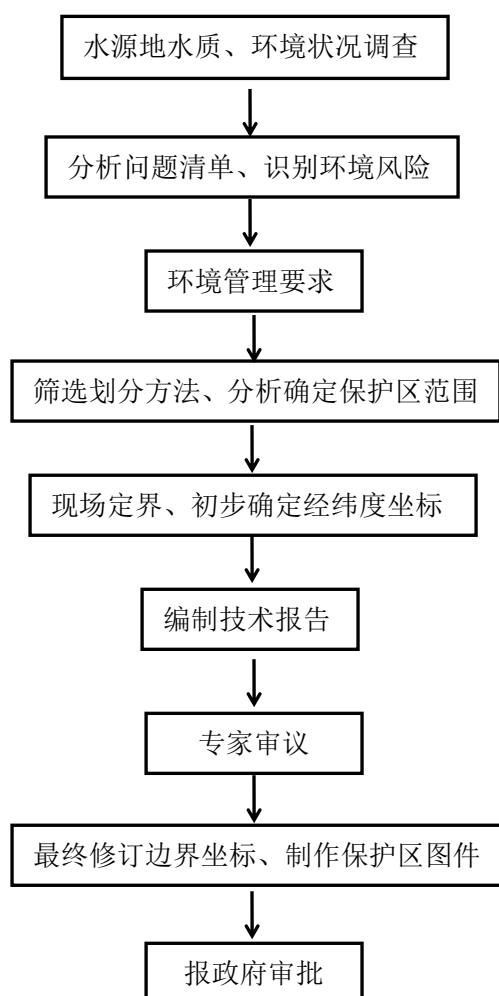 水源地水质、环境状况调查
分析问题清单、识别环境风险
环境管理要求
筛选划分方法、分析确定保护区范围
现场定界、初步确定经纬度坐标
编制技术报告
专家审议
最终修订边界坐标、制作保护区图件
报政府审批